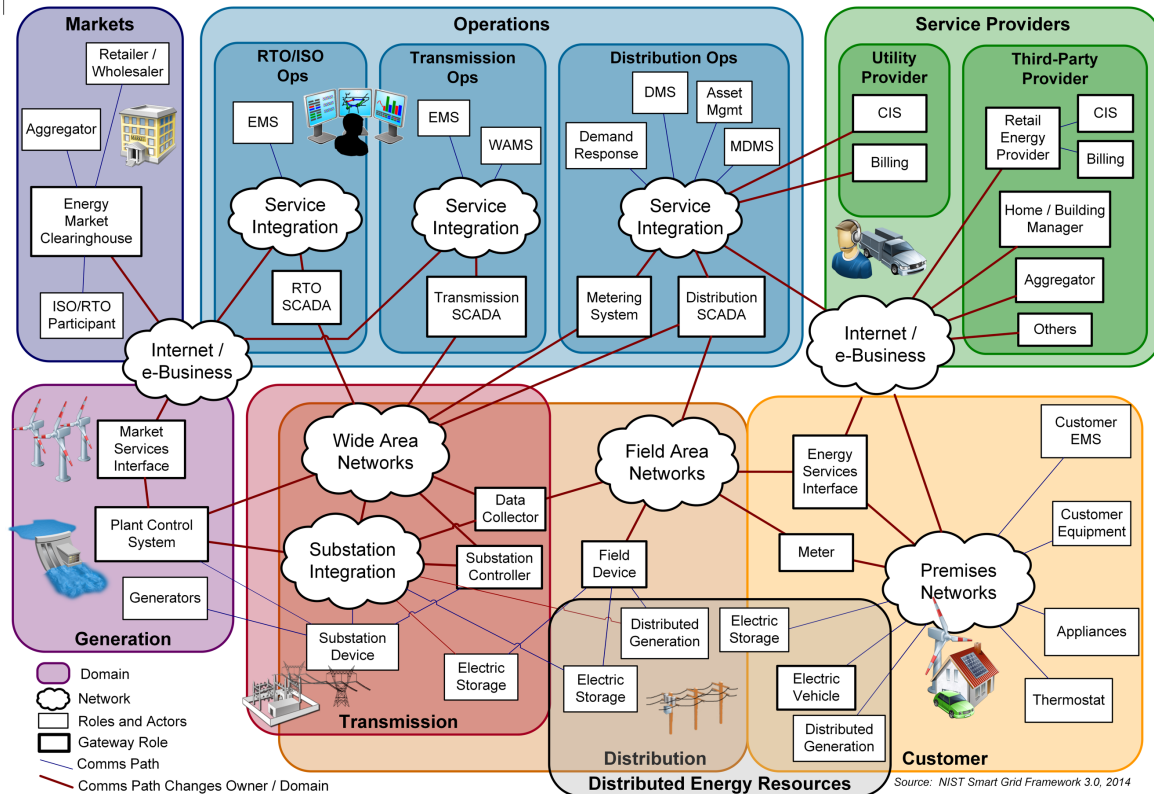 Markets
Retailer /
Wholesaler
Aggregator
MARKET
Energy
Market
Clearinghouse
ISO/RTO
Participant
Internet /
e-Business
Operations
RTO/ISO
Ops
EMS
Service
Integration
RTO
SCADA
Transmission
Ops
EMS
WAMS
Service
Integration
Transmission
SCADA
Distribution Ops
DMS
Asset
Mgmt
Demand
Response
MDMS
Service
Integration
Metering
System
Distribution
SCADA
Service Providers
Utility
Provider
CIS
Billing
Third-Party
Provider
Retail
Energy
Provider
CIS
Billing
Home / Building
Manager
Aggregator
Others
Internet /
e-Business
Market
Services
Interface
Plant Control
System
Generators
Generation
Wide Area
Networks
Substation
Integration
Data
Collector
Substation
Controller
Substation
Device
Electric
Storage
Transmission
Field Area
Networks
Field
Device
Distributed
Generation
Electric
Storage
Distribution
Energy
Services
Interface
Meter
Premises
Networks
Customer
EMS
Customer
Equipment
Appliances
Thermostat
Electric
Storage
Electric
Vehicle
Distributed
Generation
Customer
Distributed Energy Resources
Domain
Network
Roles and Actors
Gateway Role
Comms Path
Comms Path Changes Owner / Domain
Source: NIST Smart Grid Framework 3.0, 2014